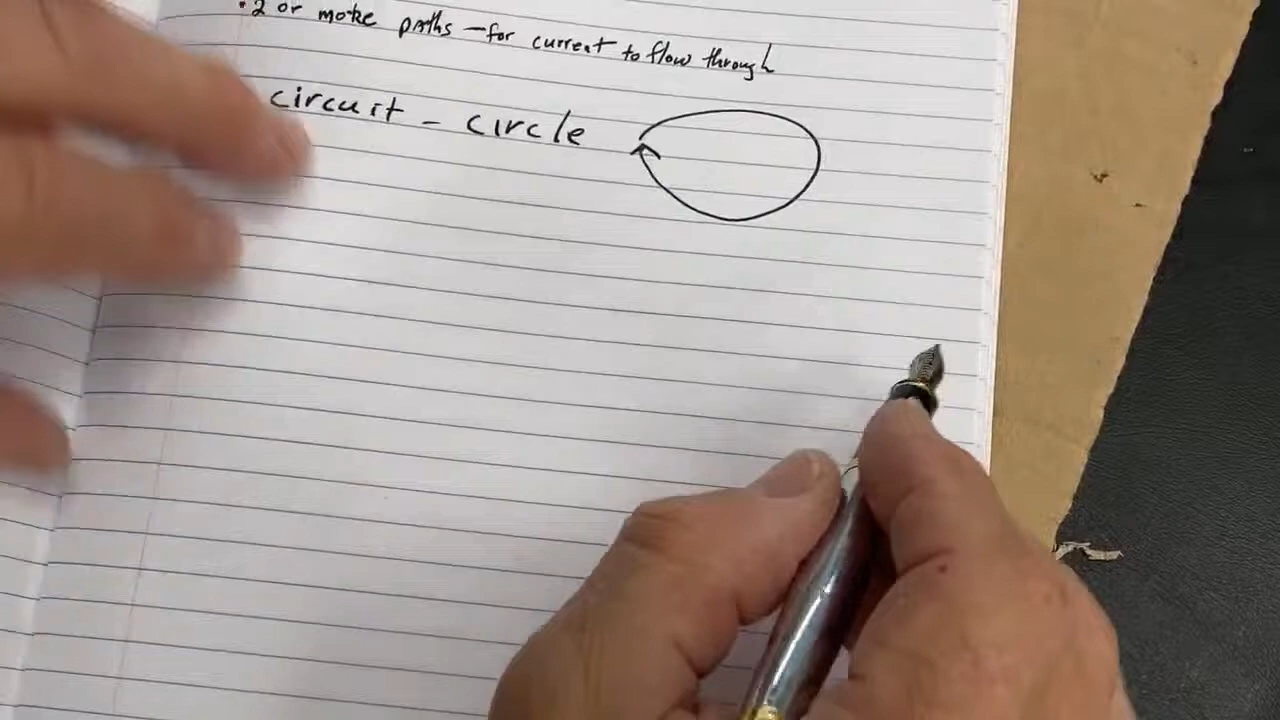 . 2 or more paths - for current to flow through
circuit - circle